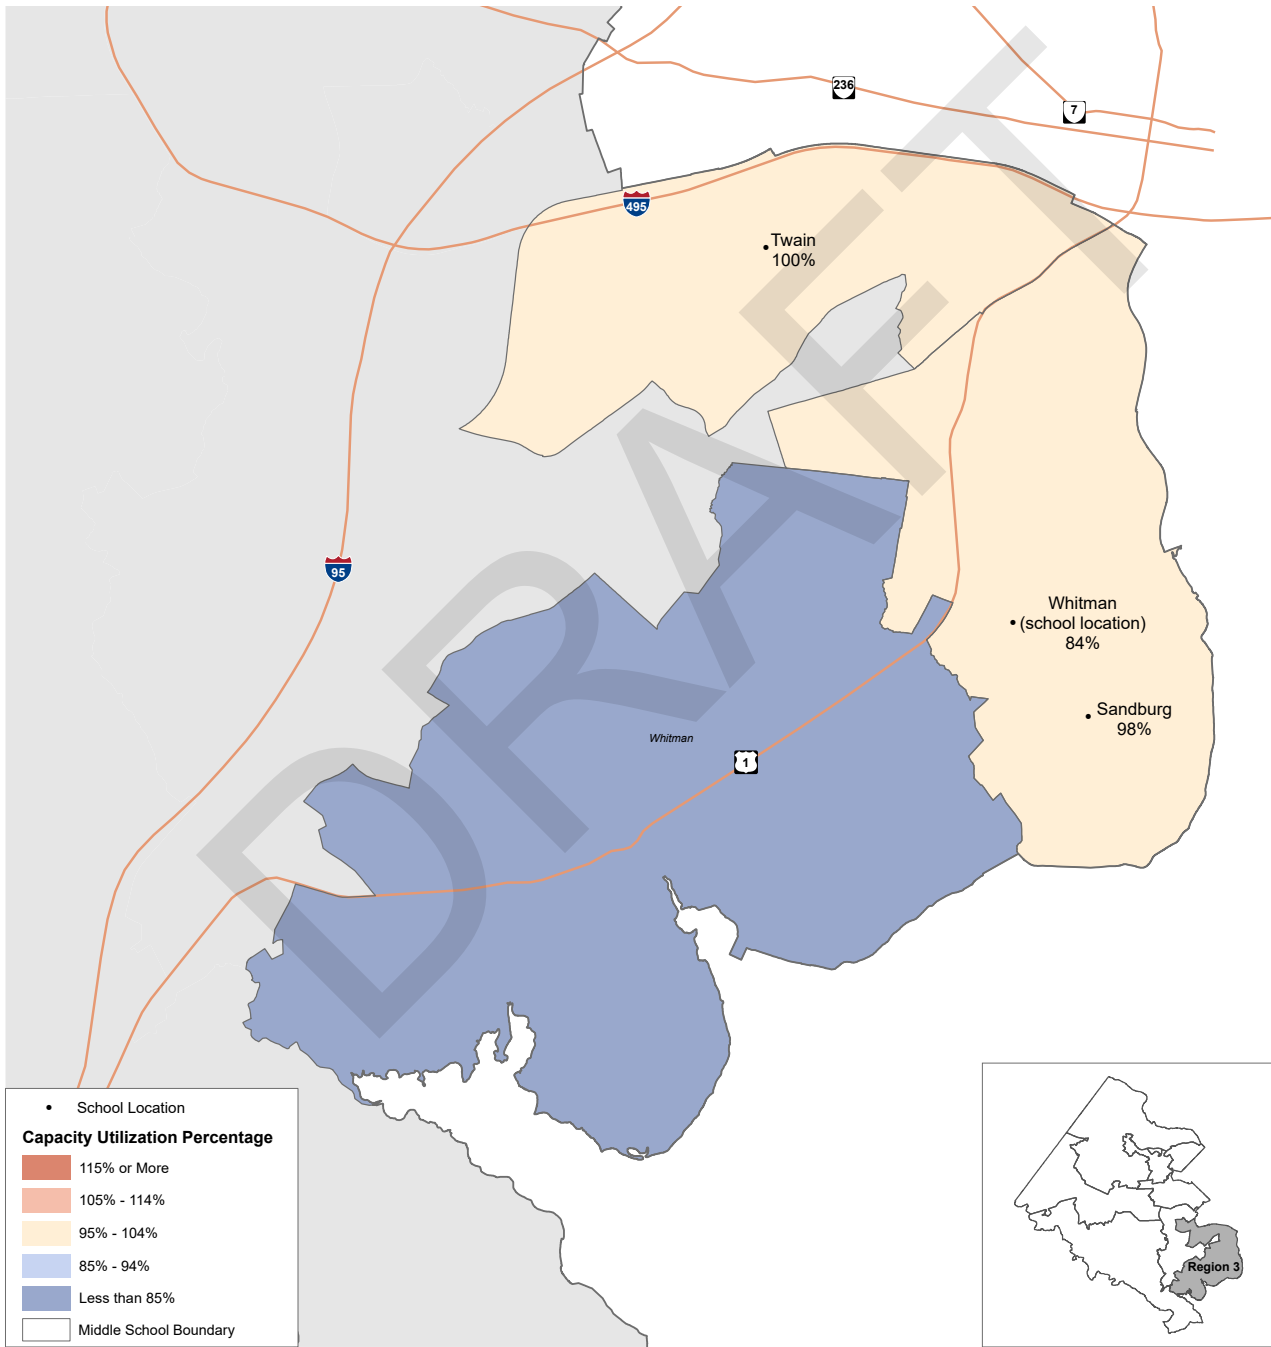 236
7
495
Twain
100%
95
Whitman
(school location)
84%
Sandburg
98%
Whitman
1
DRAFT
School Location
Capacity Utilization Percentage
115% or More
105% - 114%
95% - 104%
85% - 94%
Less than 85%
Middle School Boundary
Region 3